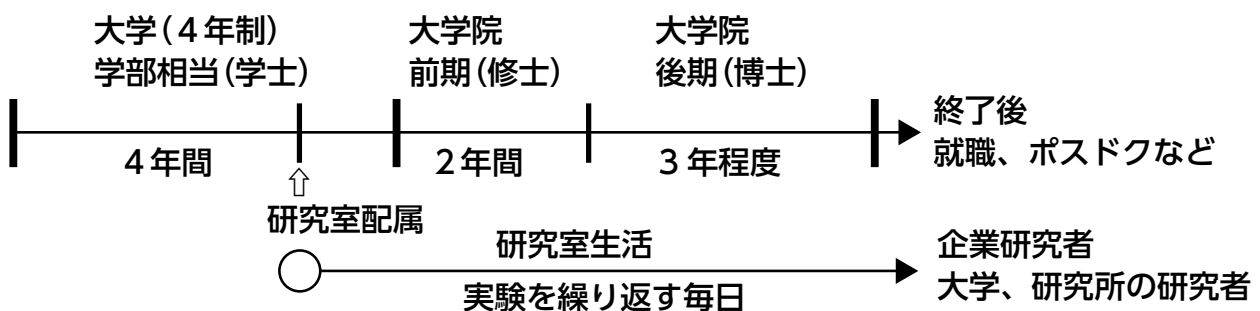 大学（４年制）
学部相当（学士）
大学院
前期（修士）
大学院
後期（博士）
終了後
就職、ポスドクなど
４年間
２年間
３年程度
⇧
研究室配属
研究室生活
実験を繰り返す毎日
企業研究者
大学、研究所の研究者